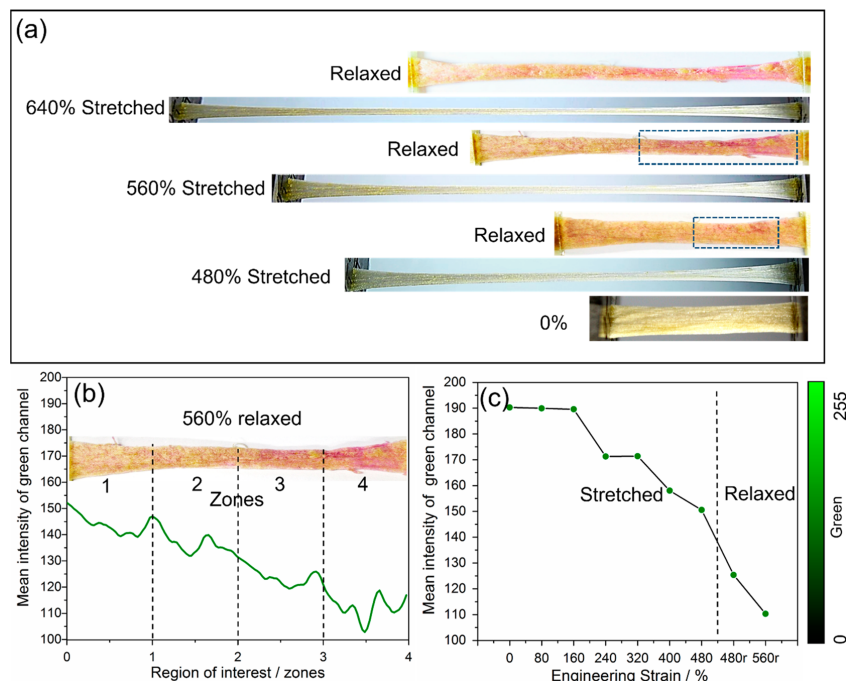 (a)
Relaxed
640% Stretched
Relaxed
560% Stretched
Relaxed
480% Stretched
0%
(b)
560% relaxed
1 2 3 4
Zones
Mean intensity of green channel
200
190
180
170
160
150
140
130
120
110
100
0 1 2 3 4
Region of interest / zones
(c)
Stretched
Relaxed
Mean intensity of green channel
200
190
180
170
160
150
140
130
120
110
100
0 80 160 240 320 400 480 480r 560r
Engineering Strain / %
255
Green
0